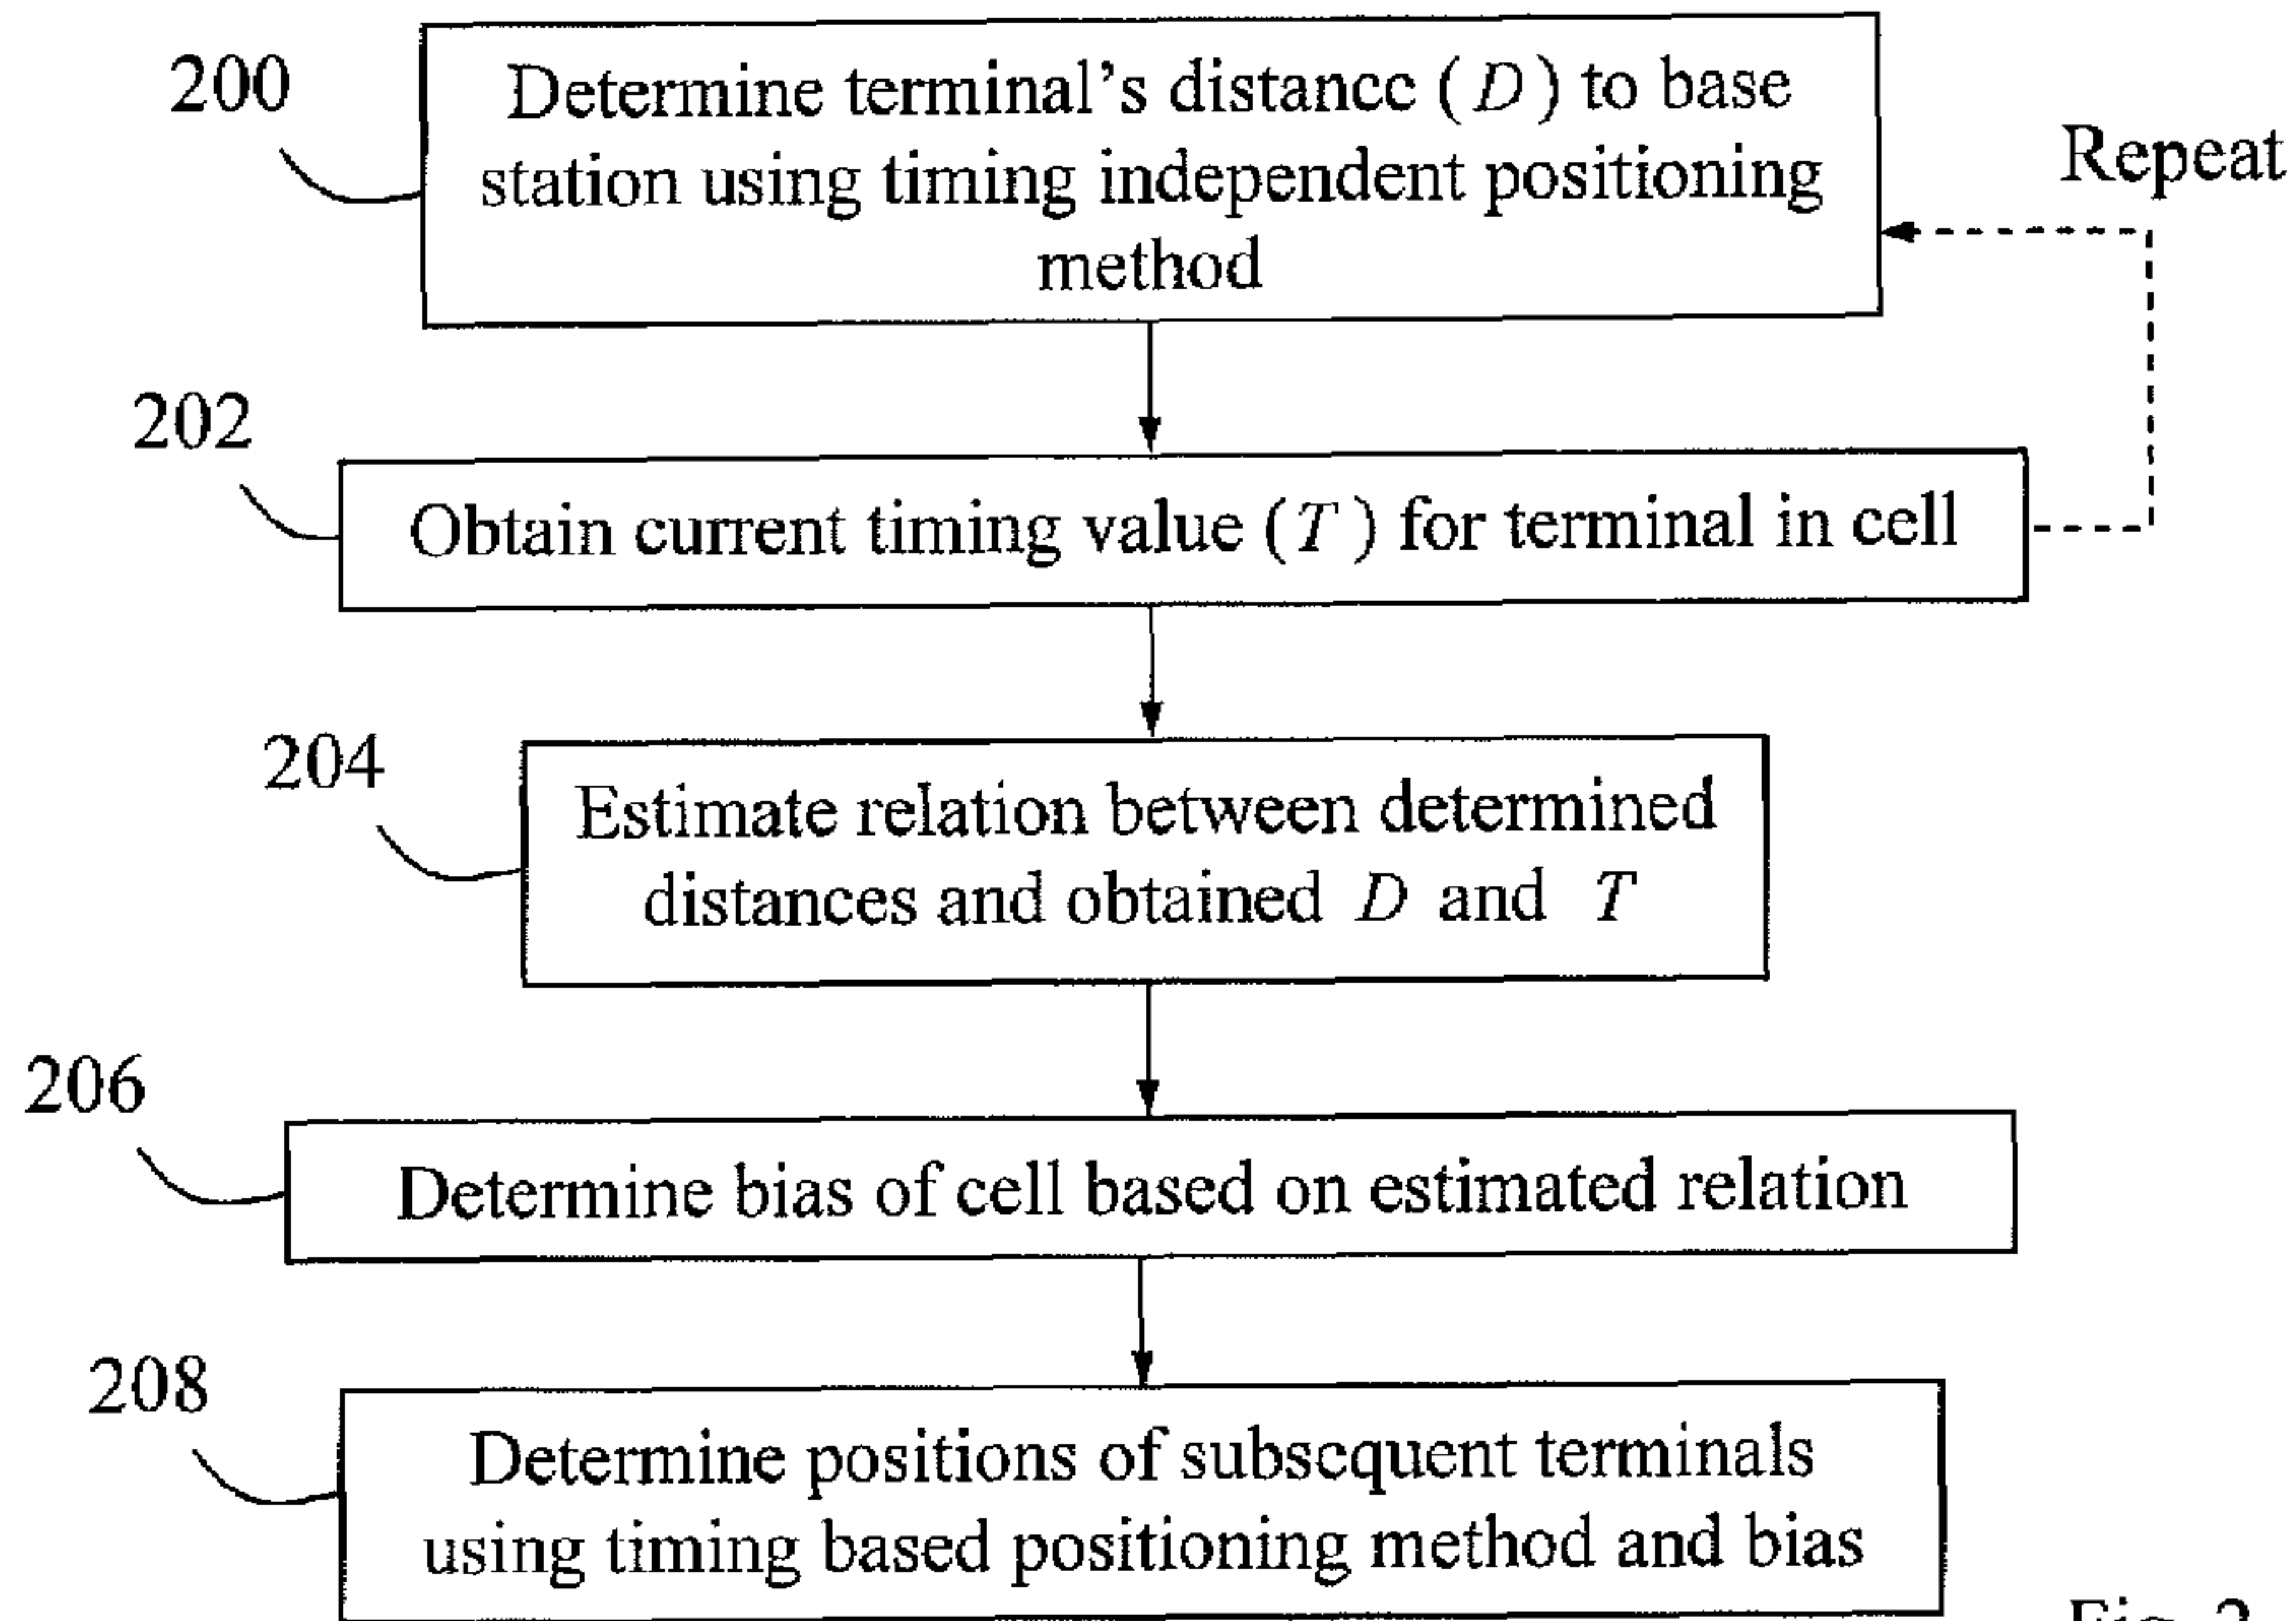 200
Determine terminal's distance (D) to base
station using timing independent positioning
method
Repeat
202
Obtain current timing value (T) for terminal in cell
204
Estimate relation between determined
distances and obtained D and T
206
Determine bias of cell based on estimated relation
208
Determine positions of subsequent terminals
using timing based positioning method and bias